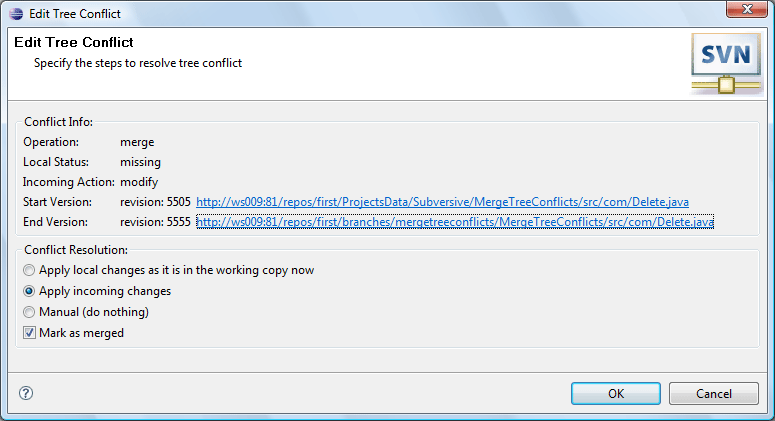 Edit Tree Conflict
Edit Tree Conflict
Specify the steps to resolve tree conflict
SVN
Conflict Info:
Operation: merge
Local Status: missing
Incoming Action: modify
Start Version: revision: 5505 http://ws009:81/repos/first/ProjectsData/Subversive/MergeTreeConflicts/src/com/Delete.java
End Version: revision: 5555 http://ws009:81/repos/first/branches/mergetreeconflicts/MergeTreeConflicts/src/com/Delete.java
Conflict Resolution:
Apply local changes as it is in the working copy now
Apply incoming changes
Manual (do nothing)
Mark as merged
? OK Cancel